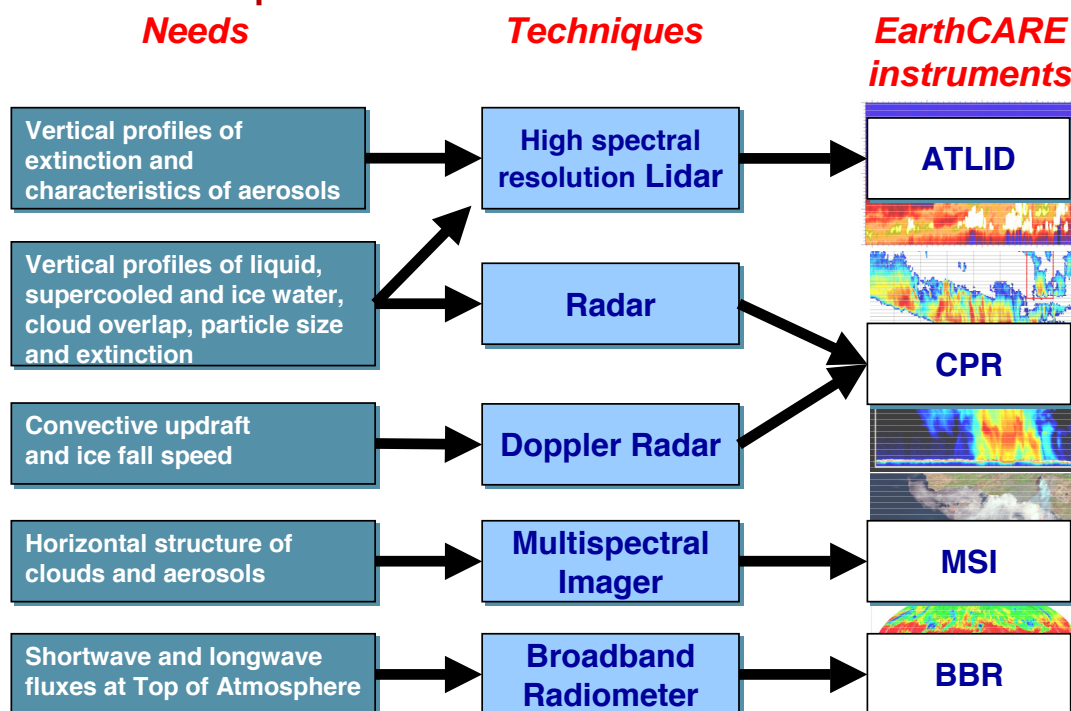 Needs
Techniques
EarthCARE
instruments
Vertical profiles of
extinction and
characteristics of aerosols
High spectral
resolution Lidar
ATLID
Vertical profiles of liquid,
supercooled and ice water,
cloud overlap, particle size
and extinction
Radar
CPR
Convective updraft
and ice fall speed
Doppler Radar
Horizontal structure of
clouds and aerosols
Multispectral
Imager
MSI
Shortwave and longwave
fluxes at Top of Atmosphere
Broadband
Radiometer
BBR